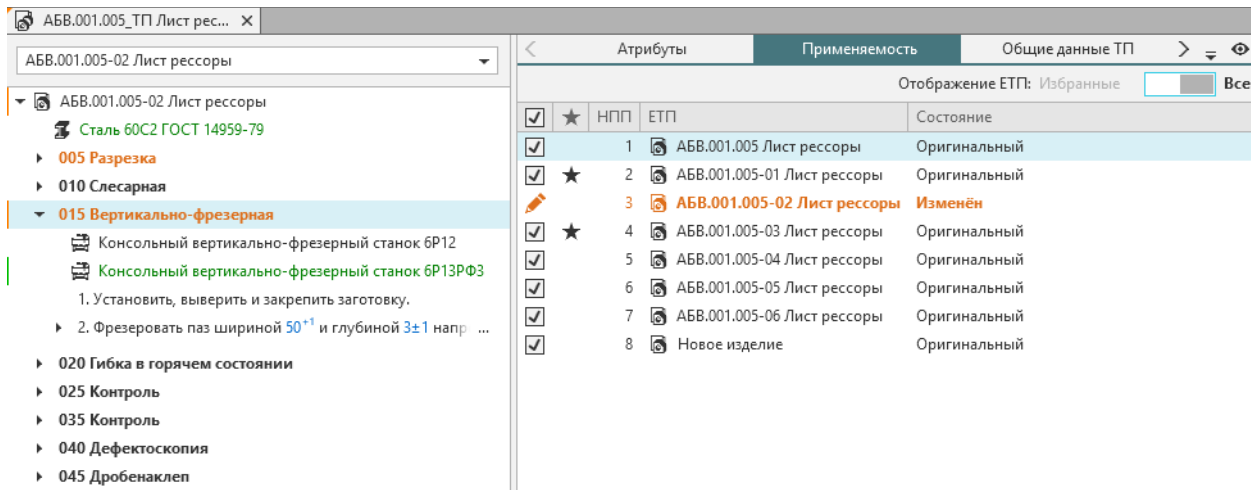 АБВ.001.005_ТП Лист рес...
АБВ.001.005-02 Лист рессоры
АБВ.001.005-02 Лист рессоры
Сталь 60С2 ГОСТ 14959-79
005 Разрезка
010 Слесарная
015 Вертикально-фрезерная
Консольный вертикально-фрезерный станок 6Р12
Консольный вертикально-фрезерный станок 6Р13РФ3
1. Установить, выверить и закрепить заготовку.
2. Фрезеровать паз шириной 50⁺¹ и глубиной 3±1 напр ...
020 Гибка в горячем состоянии
025 Контроль
035 Контроль
040 Дефектоскопия
045 Дробенаклеп
Атрибуты Применяемость Общие данные ТП
Отображение ЕТП: Избранные Все
НПП ЕТП Состояние
1 АБВ.001.005 Лист рессоры Оригинальный
2 АБВ.001.005-01 Лист рессоры Оригинальный
3 АБВ.001.005-02 Лист рессоры Изменён
4 АБВ.001.005-03 Лист рессоры Оригинальный
5 АБВ.001.005-04 Лист рессоры Оригинальный
6 АБВ.001.005-05 Лист рессоры Оригинальный
7 АБВ.001.005-06 Лист рессоры Оригинальный
8 Новое изделие Оригинальный